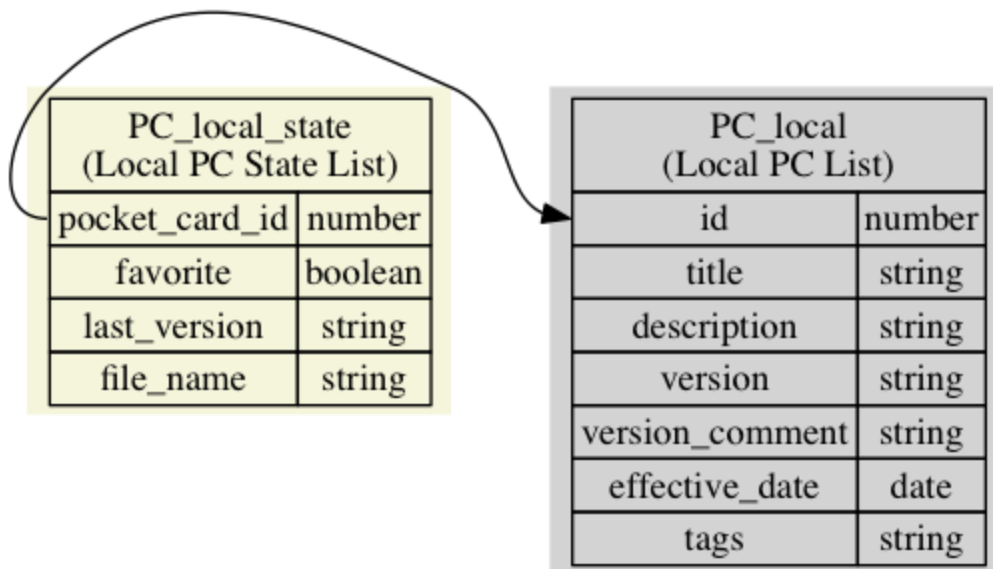 PC_local_state
(Local PC State List)
pocket_card_id number
favorite boolean
last_version string
file_name string
PC_local
(Local PC List)
id number
title string
description string
version string
version_comment string
effective_date date
tags string